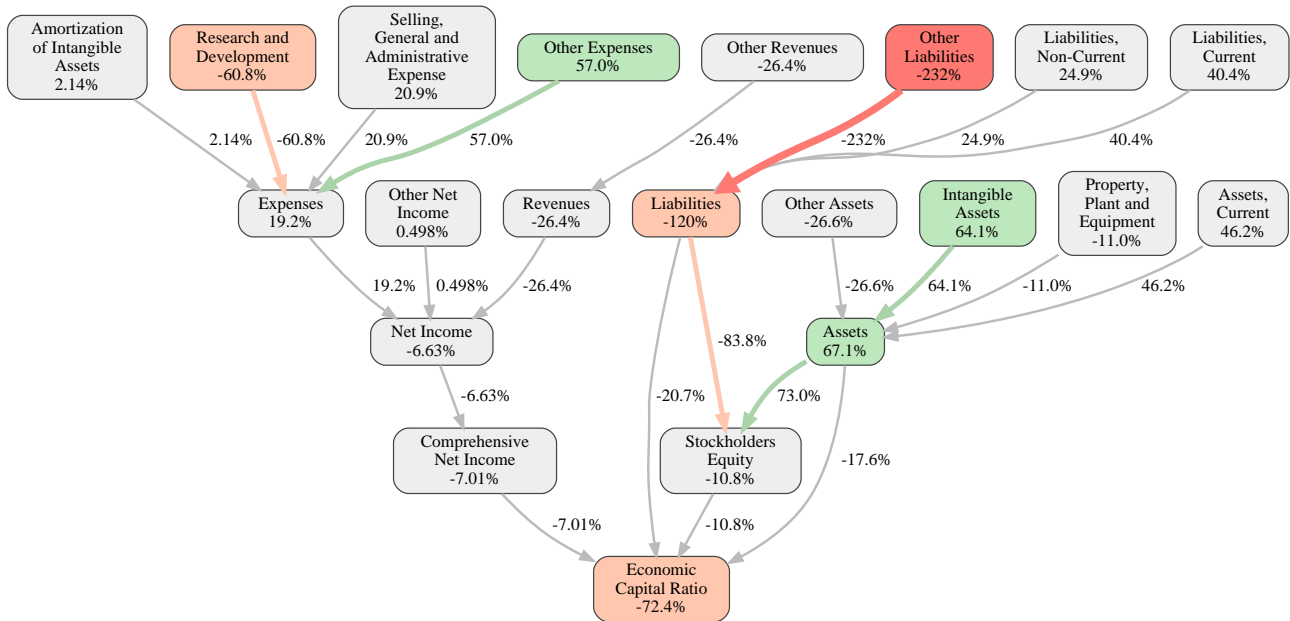 Amortization
of Intangible
Assets
2.14%
Research and
Development
-60.8%
Selling,
General and
Administrative
Expense
20.9%
Other Expenses
57.0%
Other Revenues
-26.4%
Other
Liabilities
-232%
Liabilities,
Non-Current
24.9%
Liabilities,
Current
40.4%
2.14%
-60.8%
20.9%
57.0%
-26.4%
-232%
24.9%
40.4%
Expenses
19.2%
Other Net
Income
0.498%
Revenues
-26.4%
Liabilities
-120%
Other Assets
-26.6%
Intangible
Assets
64.1%
Property,
Plant and
Equipment
-11.0%
Assets,
Current
46.2%
19.2%
0.498%
-26.4%
-26.6%
64.1%
-11.0%
46.2%
Net Income
-6.63%
-83.8%
Assets
67.1%
-6.63%
-20.7%
73.0%
Comprehensive
Net Income
-7.01%
Stockholders
Equity
-10.8%
-17.6%
-7.01%
-10.8%
Economic
Capital Ratio
-72.4%